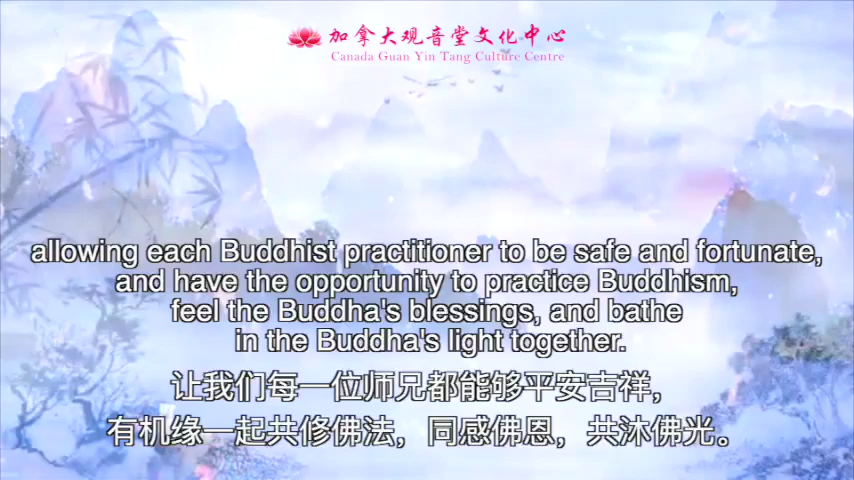 加拿大观音堂文化中心
Canada Guan Yin Tang Culture Centre
allowing each Buddhist practitioner to be safe and fortunate,
and have the opportunity to practice Buddhism,
feel the Buddha's blessings, and bathe
in the Buddha's light together.
让我们每一位师兄都能够平安吉祥，
有机缘一起共修佛法，同感佛恩，共沐佛光。